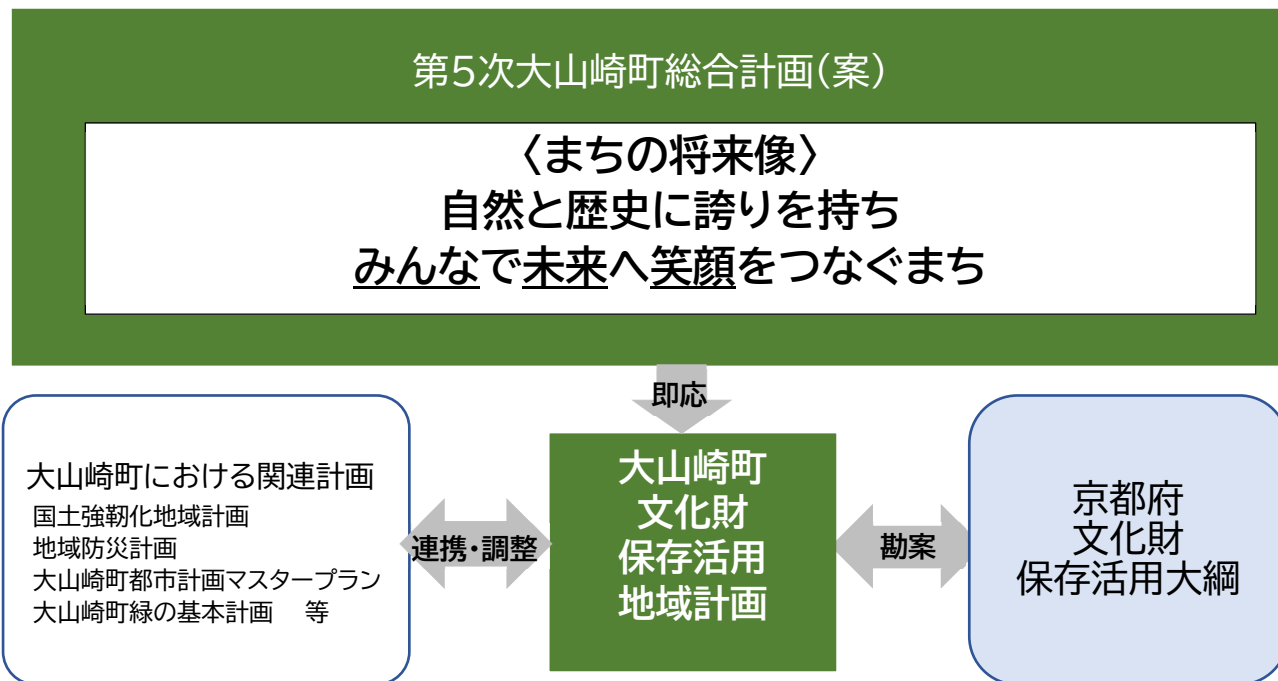 第5次大山崎町総合計画(案)
〈まちの将来像〉
自然と歴史に誇りを持ち
みんなで未来へ笑顔をつなぐまち
即応
大山崎町における関連計画
国土強靭化地域計画
地域防災計画
大山崎町都市計画マスタープラン
大山崎町緑の基本計画 等
連携・調整
大山崎町
文化財
保存活用
地域計画
勘案
京都府
文化財
保存活用大綱